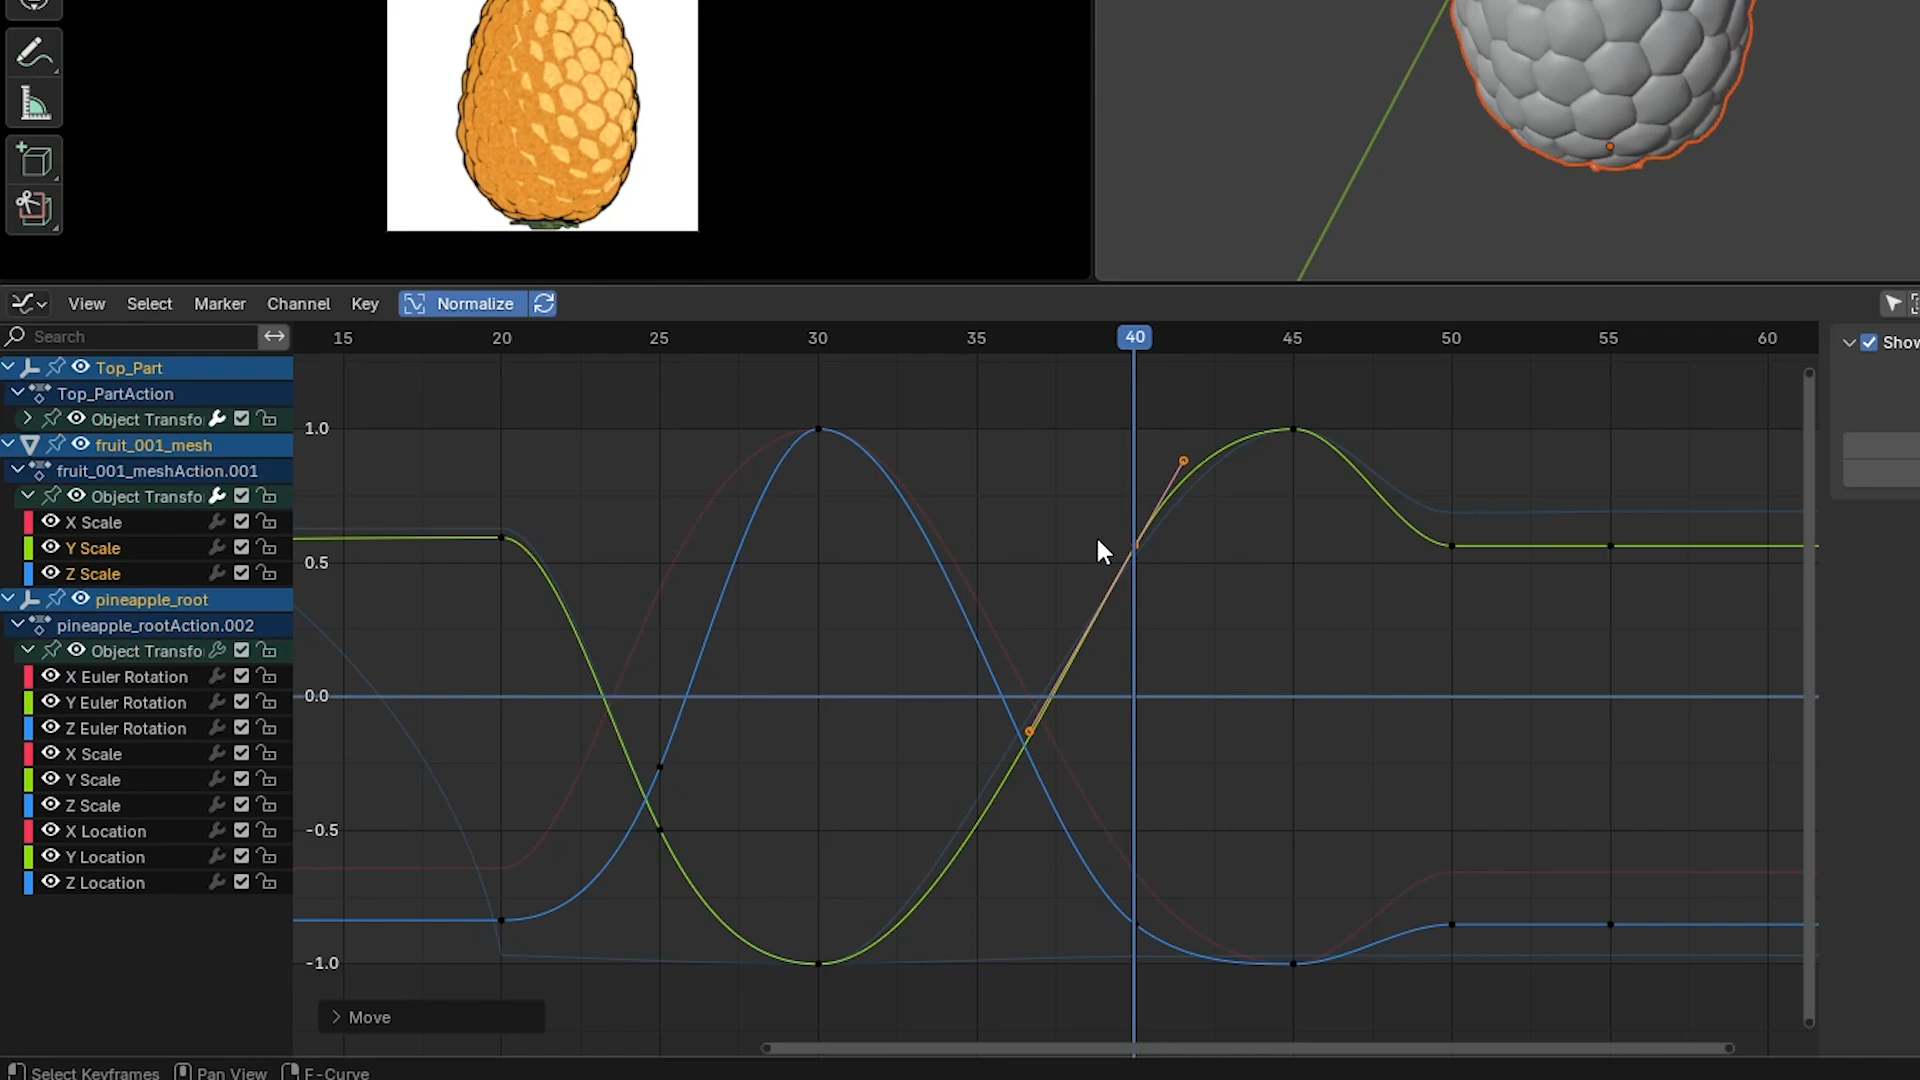 View Select Marker Channel Key Normalize
Search
15 20 25 30 35 40 45 50 55 60
Show
Top_Part
Top_PartAction
Object Transfo
fruit_001_mesh
fruit_001_meshAction.001
Object Transfo
X Scale
Y Scale
Z Scale
pineapple_root
pineapple_rootAction.002
Object Transfo
X Euler Rotation
Y Euler Rotation
Z Euler Rotation
X Scale
Y Scale
Z Scale
X Location
Y Location
Z Location
1.0
0.5
0.0
-0.5
-1.0
Move
Select Keyframes Pan View F-Curve